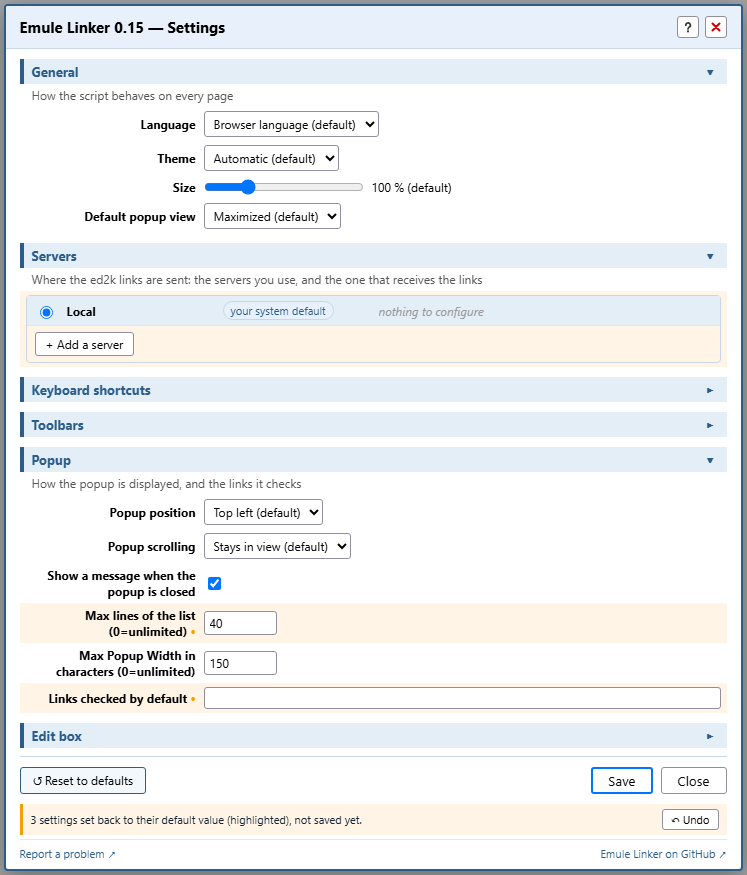 Emule Linker 0.15 — Settings ? ✕
General ▼
How the script behaves on every page
Language Browser language (default)
Theme Automatic (default)
Size 100 % (default)
Default popup view Maximized (default)
Servers ▼
Where the ed2k links are sent: the servers you use, and the one that receives the links
Local your system default nothing to configure
+ Add a server
Keyboard shortcuts ►
Toolbars ►
Popup ▼
How the popup is displayed, and the links it checks
Popup position Top left (default)
Popup scrolling Stays in view (default)
Show a message when the
popup is closed
Max lines of the list
(0=unlimited) • 40
Max Popup Width in
characters (0=unlimited) 150
Links checked by default •
Edit box ►
↺ Reset to defaults Save Close
3 settings set back to their default value (highlighted), not saved yet. ↶ Undo
Report a problem ↗ Emule Linker on GitHub ↗